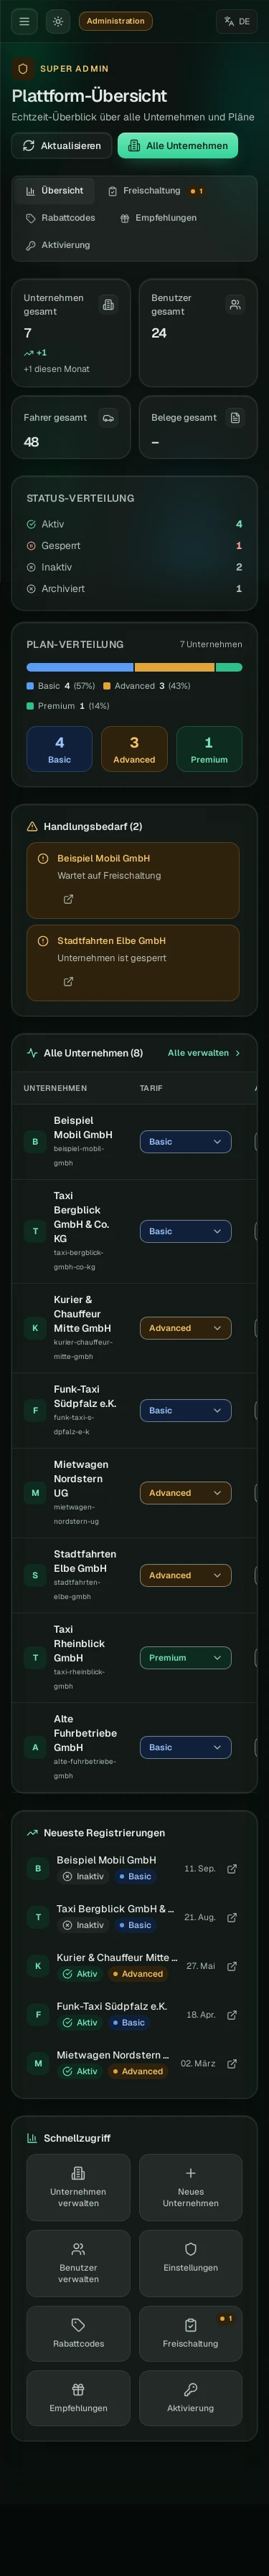 Administration
DE
SUPER ADMIN
Plattform-Übersicht
Echtzeit-Überblick über alle Unternehmen und Pläne
Aktualisieren
Alle Unternehmen
Übersicht
Freischaltung
1
Rabattcodes
Empfehlungen
Aktivierung
Unternehmen
gesamt
7
+1
+1 diesen Monat
Benutzer
gesamt
24
Fahrer gesamt
48
Belege gesamt
–
STATUS-VERTEILUNG
Aktiv 4
Gesperrt 1
Inaktiv 2
Archiviert 1
PLAN-VERTEILUNG 7 Unternehmen
Basic 4 (57%) Advanced 3 (43%)
Premium 1 (14%)
4
Basic
3
Advanced
1
Premium
Handlungsbedarf (2)
Beispiel Mobil GmbH
Wartet auf Freischaltung
Stadtfahrten Elbe GmbH
Unternehmen ist gesperrt
Alle Unternehmen (8) Alle verwalten
UNTERNEHMEN TARIF
B
Beispiel
Mobil GmbH
beispiel-mobil-
gmbh
Basic
T
Taxi
Bergblick
GmbH & Co.
KG
taxi-bergblick-
gmbh-co-kg
Basic
K
Kurier &
Chauffeur
Mitte GmbH
kurier-chauffeur-
mitte-gmbh
Advanced
F
Funk-Taxi
Südpfalz e.K.
funk-taxi-s-
dpfalz-e-k
Basic
M
Mietwagen
Nordstern
UG
mietwagen-
nordstern-ug
Advanced
S
Stadtfahrten
Elbe GmbH
stadtfahrten-
elbe-gmbh
Advanced
T
Taxi
Rheinblick
GmbH
taxi-rheinblick-
gmbh
Premium
A
Alte
Fuhrbetriebe
GmbH
alte-fuhrbetriebe-
gmbh
Basic
Neueste Registrierungen
B
Beispiel Mobil GmbH
Inaktiv Basic
11. Sep.
T
Taxi Bergblick GmbH & ...
Inaktiv Basic
21. Aug.
K
Kurier & Chauffeur Mitte ...
Aktiv Advanced
27. Mai
F
Funk-Taxi Südpfalz e.K.
Aktiv Basic
18. Apr.
M
Mietwagen Nordstern ...
Aktiv Advanced
02. März
Schnellzugriff
Unternehmen
verwalten
Neues
Unternehmen
Benutzer
verwalten
Einstellungen
Rabattcodes
1
Freischaltung
Empfehlungen
Aktivierung